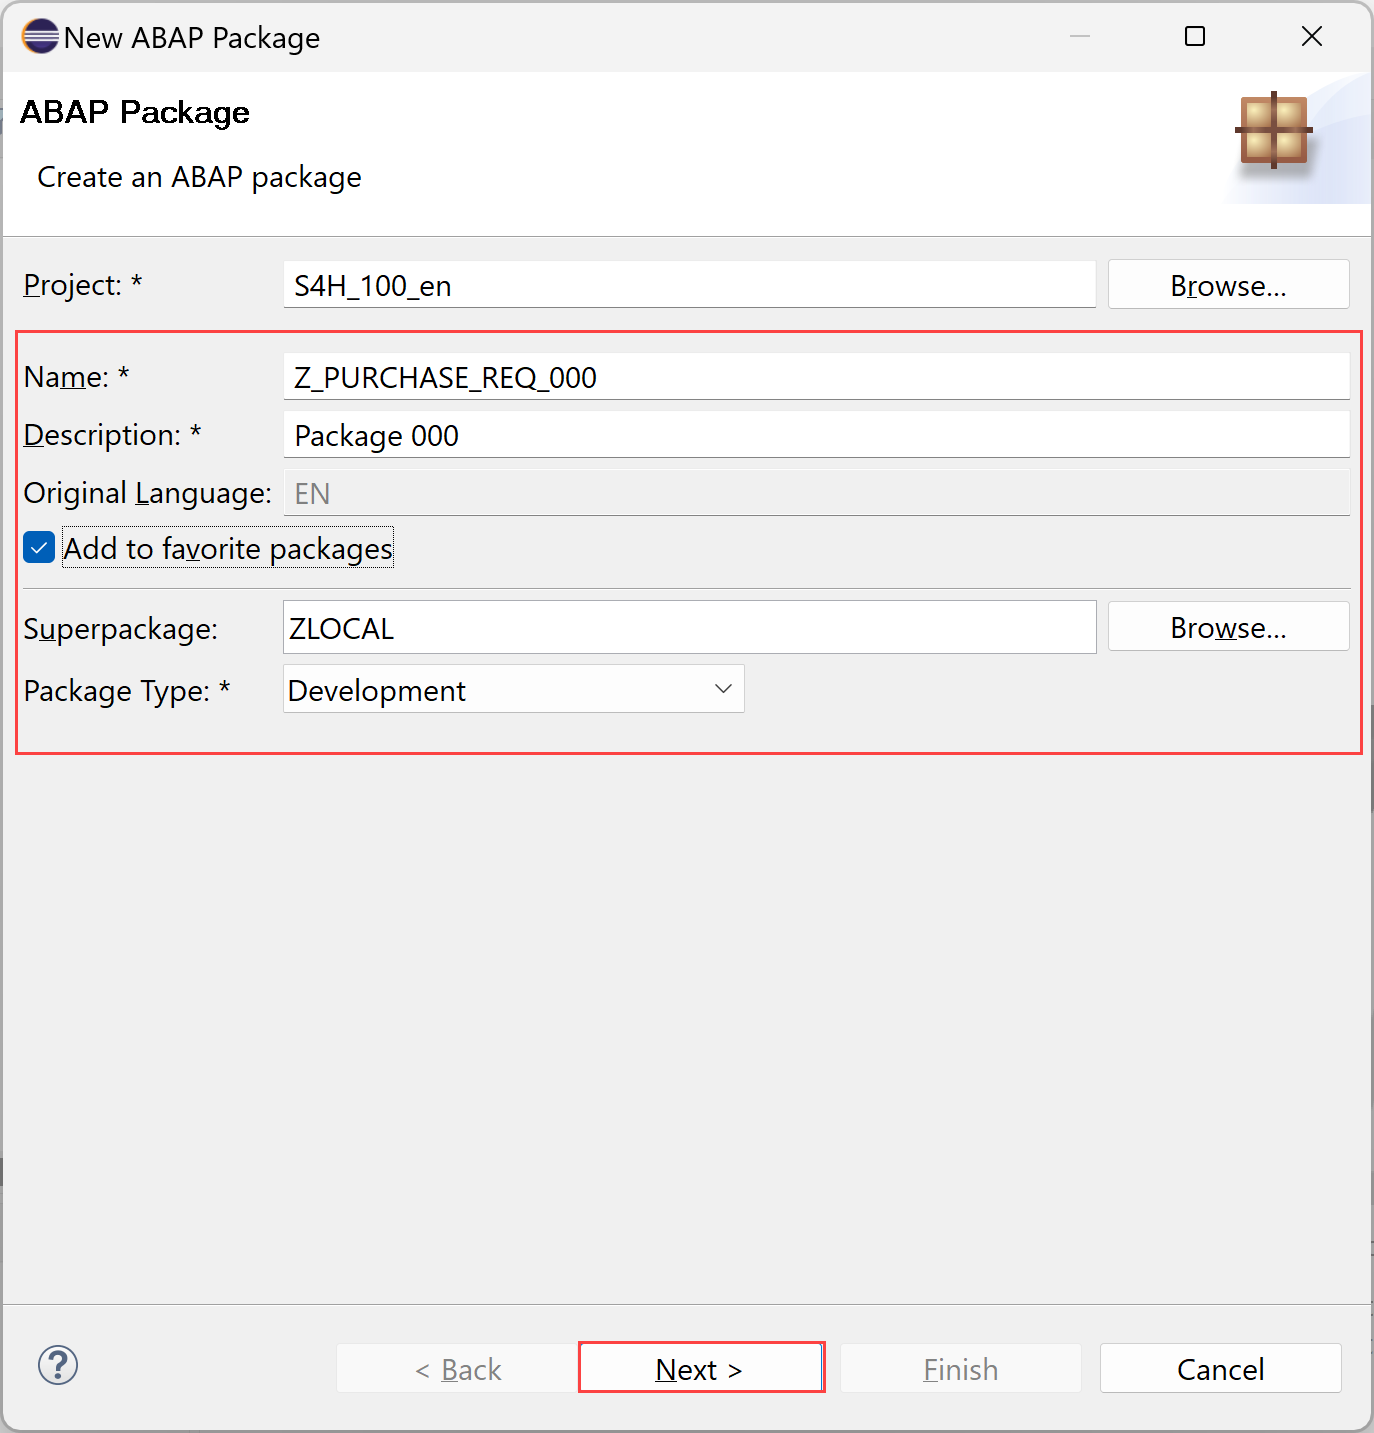 New ABAP Package
ABAP Package
Create an ABAP package
Project: * S4H_100_en Browse...
Name: * Z_PURCHASE_REQ_000
Description: * Package 000
Original Language: EN
Add to favorite packages
Superpackage: ZLOCAL Browse...
Package Type: * Development
? < Back Next > Finish Cancel